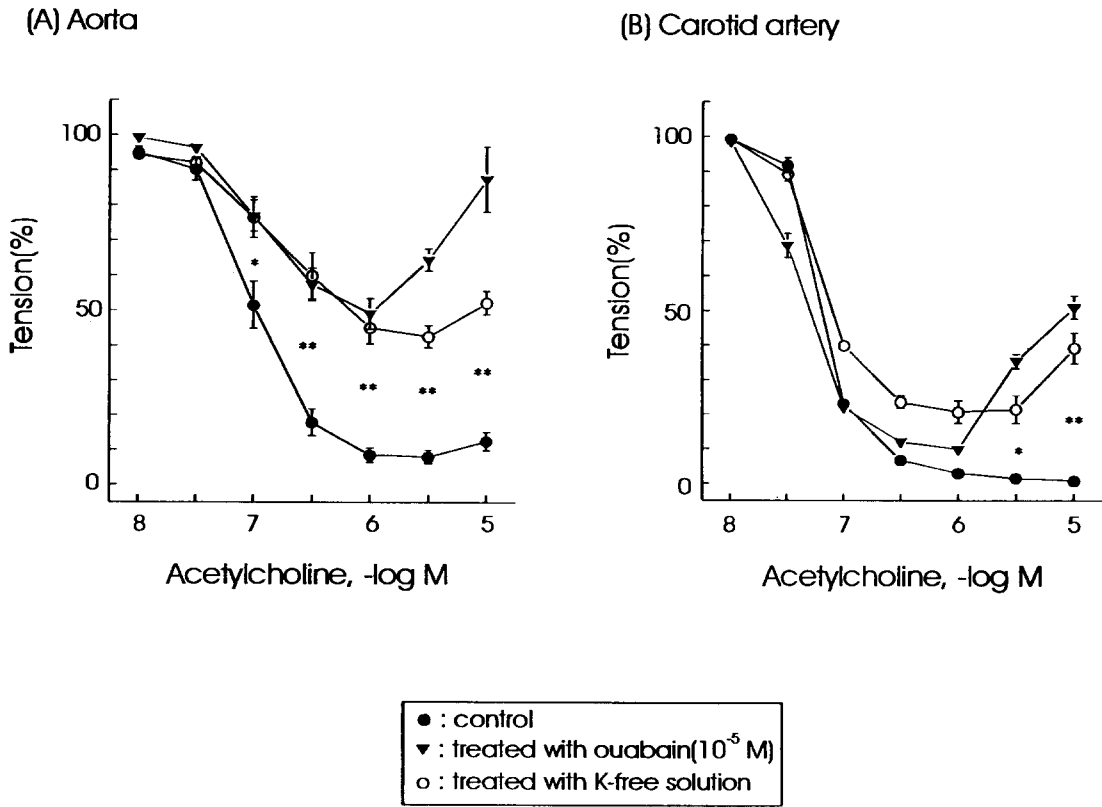 (A) Aorta
(B) Carotid artery
Tension(%)
100
50
0
*
**
**
**
**
8 7 6 5
Acetylcholine, -log M
Tension(%)
100
50
0
*
**
8 7 6 5
Acetylcholine, -log M
● : control
▼ : treated with ouabain(10⁻⁵ M)
○ : treated with K-free solution